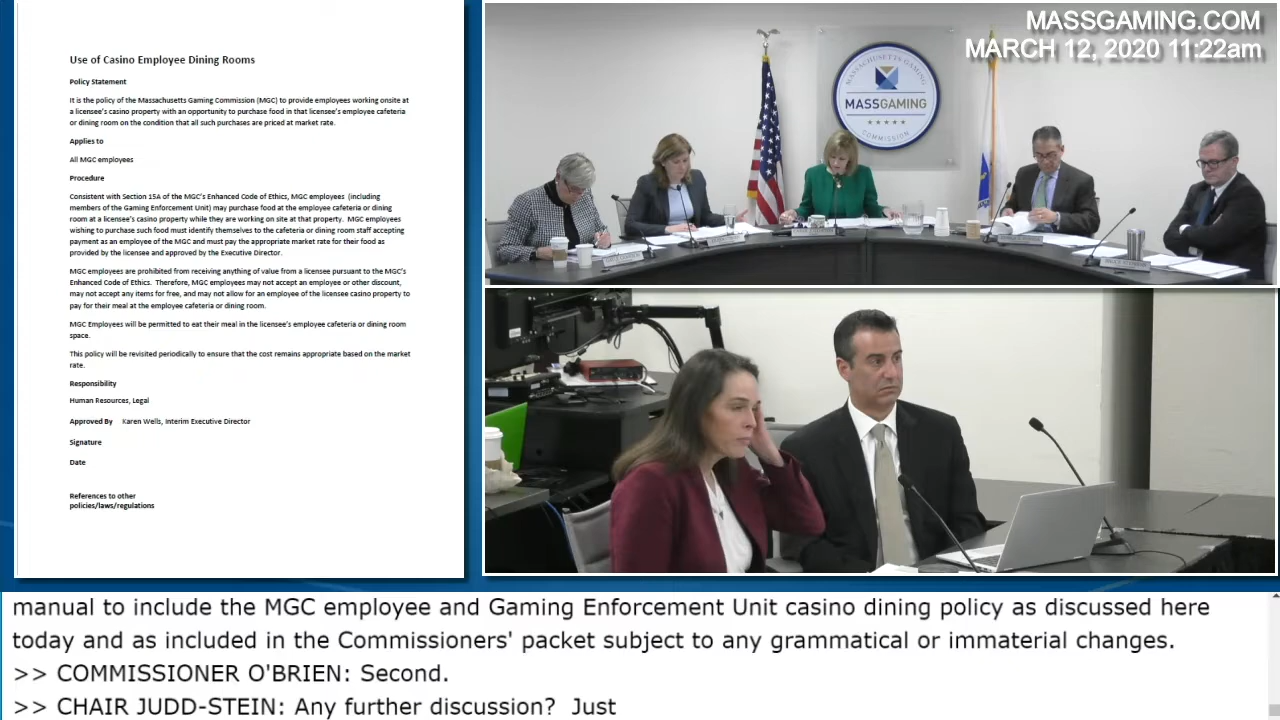 Use of Casino Employee Dining Rooms
Policy Statement
It is the policy of the Massachusetts Gaming Commission (MGC) to provide employees working onsite at
a licensee's casino property with an opportunity to purchase food in that licensee's employee cafeteria
or dining room on the condition that all such purchases are priced at market rate.
Applies to
All MGC employees
Procedure
Consistent with Section 15A of the MGC's Enhanced Code of Ethics, MGC employees (including
members of the Gaming Enforcement Unit) may purchase food at the employee cafeteria or dining
room at a licensee's casino property while they are working on site at that property. MGC employees
wishing to purchase such food must identify themselves to the cafeteria or dining room staff accepting
payment as an employee of the MGC and must pay the appropriate market rate for their food as
provided by the licensee and approved by the Executive Director.
MGC employees are prohibited from receiving anything of value from a licensee pursuant to the MGC's
Enhanced Code of Ethics. Therefore, MGC employees may not accept an employee or other discount,
may not accept any items for free, and may not allow for an employee of the licensee casino property to
pay for their meal at the employee cafeteria or dining room.
MGC Employees will be permitted to eat their meal in the licensee's employee cafeteria or dining room
space.
This policy will be revisited periodically to ensure that the cost remains appropriate based on the market
rate.
Responsibility
Human Resources, Legal
Approved By Karen Wells, Interim Executive Director
Signature
Date
References to other
policies/laws/regulations
MASSGAMING.COM
MARCH 12, 2020 11:22am
MASSACHUSETTS GAMING
MASSGAMING
COMMISSION
manual to include the MGC employee and Gaming Enforcement Unit casino dining policy as discussed here
today and as included in the Commissioners' packet subject to any grammatical or immaterial changes.
>> COMMISSIONER O'BRIEN: Second.
>> CHAIR JUDD-STEIN: Any further discussion? Just